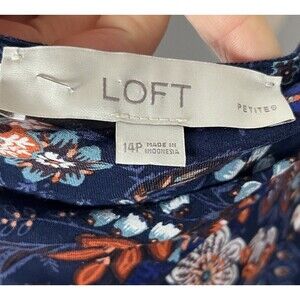 LOFT
PETITES
14P MADE IN
INDONESIA